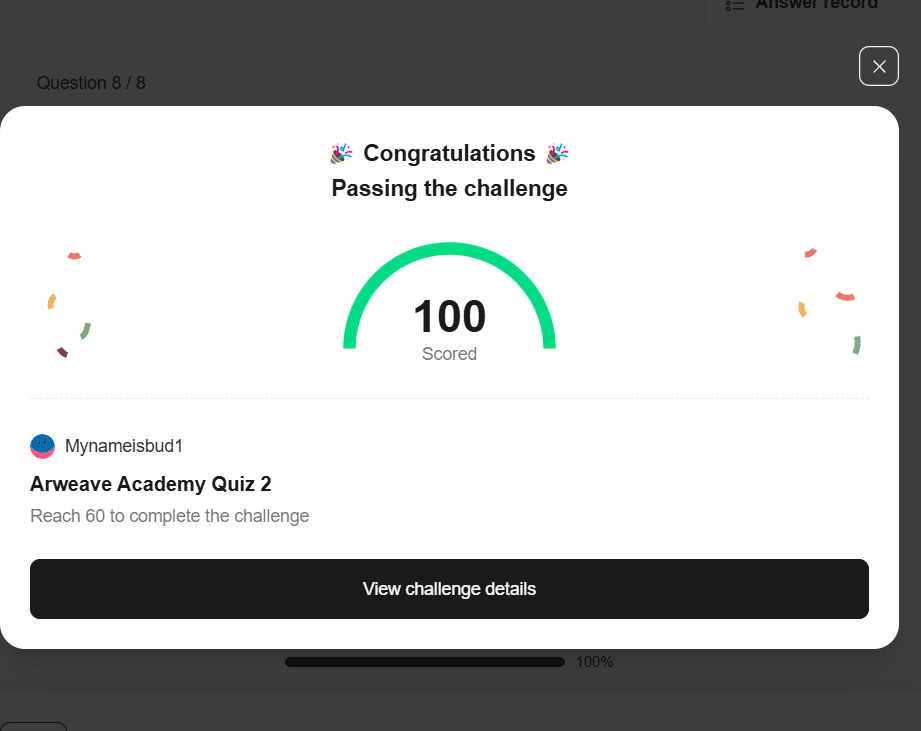 Answer record
Question 8 / 8
Congratulations
Passing the challenge
100
Scored
Mynameisbud1
Arweave Academy Quiz 2
Reach 60 to complete the challenge
View challenge details
100%